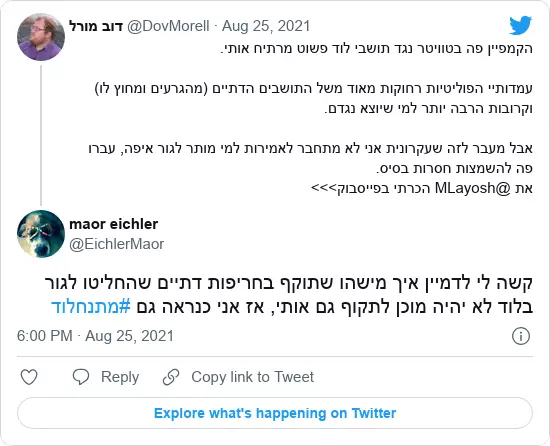 דוב מורל @DovMorell · Aug 25, 2021
הקמפיין פה בטוויטר נגד תושבי לוד פשוט מרתיח אותי.
עמדותיי הפוליטיות רחוקות מאוד משל התושבים הדתיים (מהגרעים ומחוץ לו)
וקרובות הרבה יותר למי שיוצא נגדם.
אבל מעבר לזה שעקרונית אני לא מתחבר לאמירות למי מותר לגור איפה, עברו
פה להשמצות חסרות בסיס.
את @MLayosh הכרתי בפייסבוק>>>
maor eichler
@EichlerMaor
קשה לי לדמיין איך מישהו שתוקף בחריפות דתיים שהחליטו לגור
בלוד לא יהיה מוכן לתקוף גם אותי, אז אני כנראה גם #מתנחלוד
6:00 PM · Aug 25, 2021
Reply
Copy link to Tweet
Explore what's happening on Twitter